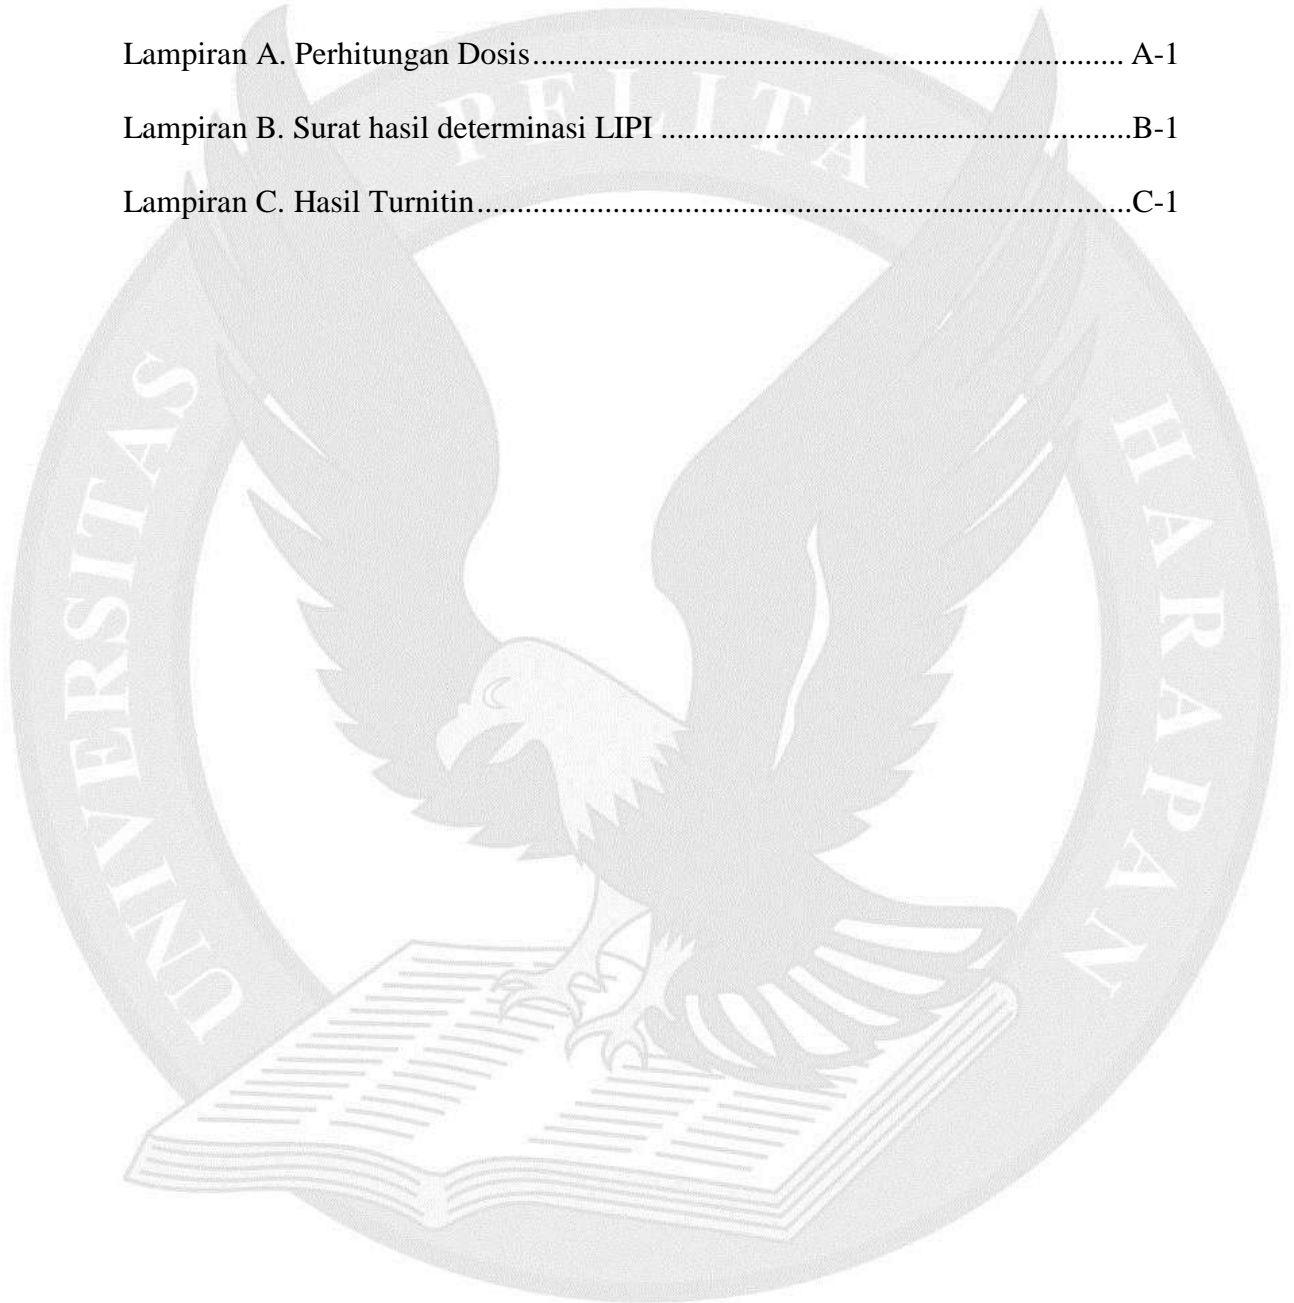 Lampiran A. Perhitungan Dosis........................................................................ A-1
Lampiran B. Surat hasil determinasi LIPI .........................................................B-1
Lampiran C. Hasil Turnitin...............................................................................C-1
UNIVERSITAS PELITA HARAPAN